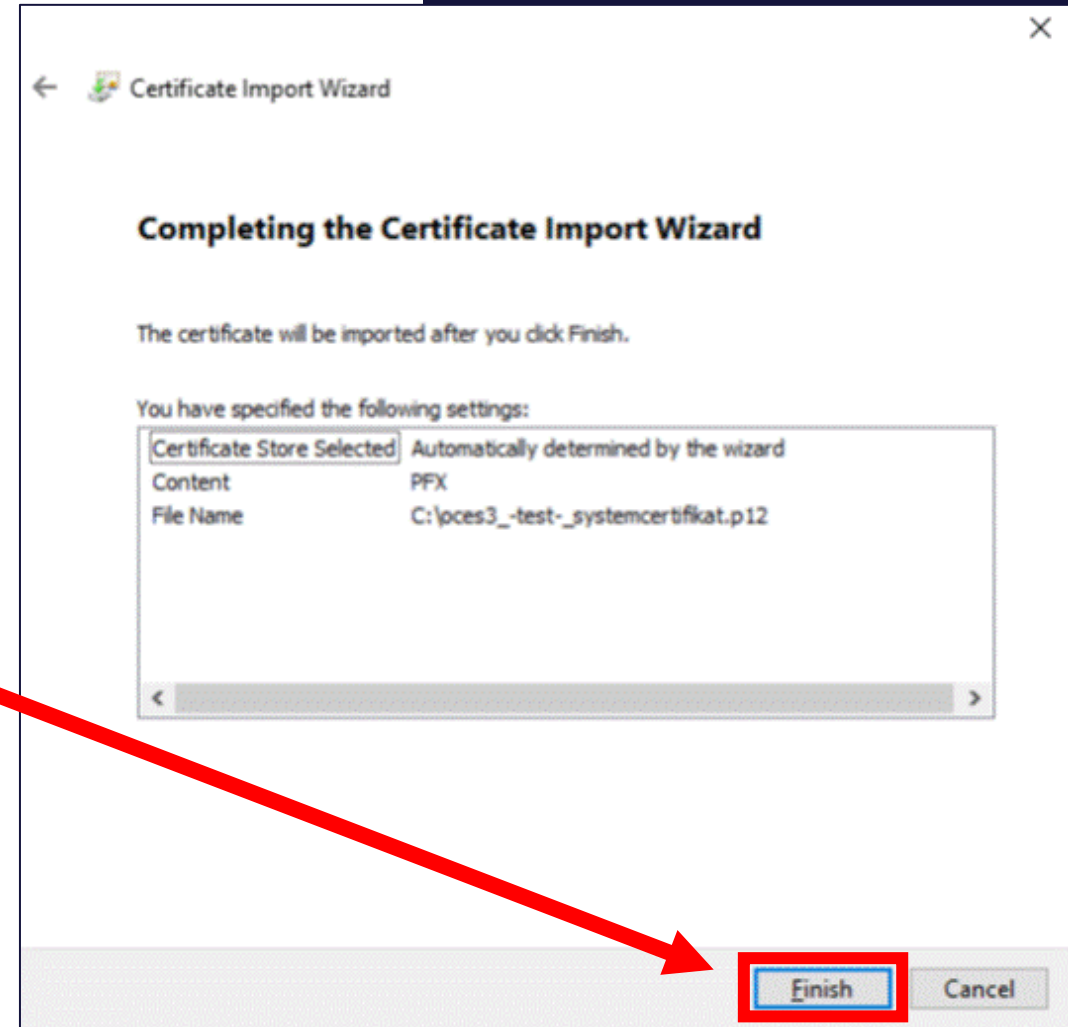 Certificate Import Wizard
Completing the Certificate Import Wizard
The certificate will be imported after you click Finish.
You have specified the following settings:
Certificate Store Selected Automatically determined by the wizard
Content PFX
File Name C:\oces3_-test-_systemcertifikat.p12
Finish Cancel